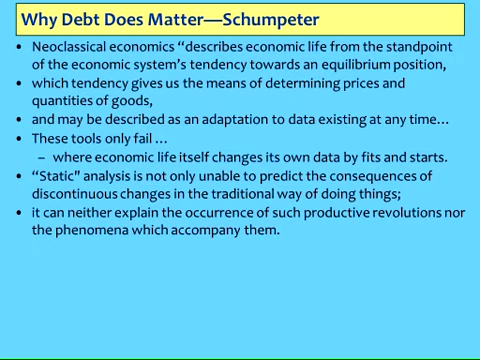 Why Debt Does Matter—Schumpeter
• Neoclassical economics “describes economic life from the standpoint
of the economic system’s tendency towards an equilibrium position,
• which tendency gives us the means of determining prices and
quantities of goods,
• and may be described as an adaptation to data existing at any time…
• These tools only fail …
– where economic life itself changes its own data by fits and starts.
• “Static" analysis is not only unable to predict the consequences of
discontinuous changes in the traditional way of doing things;
• it can neither explain the occurrence of such productive revolutions nor
the phenomena which accompany them.